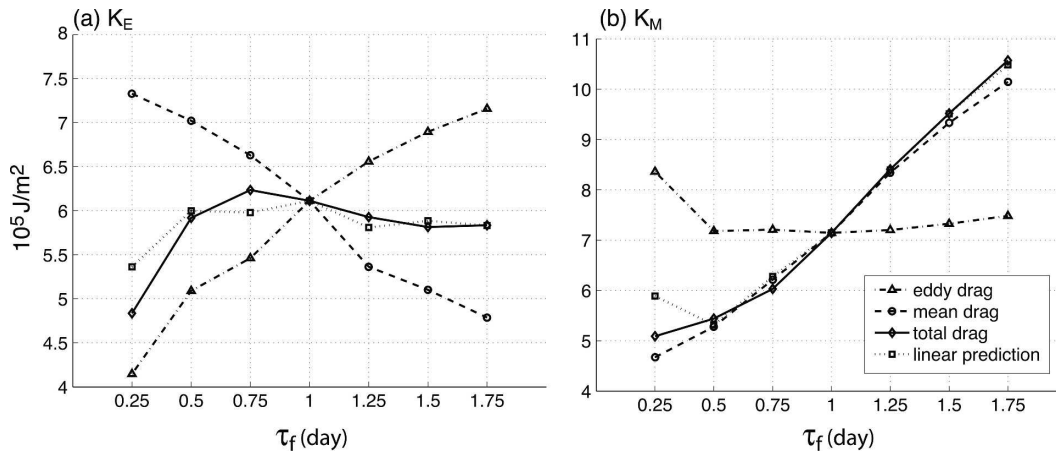 (a) K_E
10⁵ J/m²
8
7.5
7
6.5
6
5.5
5
4.5
4
0.25 0.5 0.75 1 1.25 1.5 1.75
τ_f (day)
(b) K_M
11
10
9
8
7
6
5
4
eddy drag
mean drag
total drag
linear prediction
0.25 0.5 0.75 1 1.25 1.5 1.75
τ_f (day)